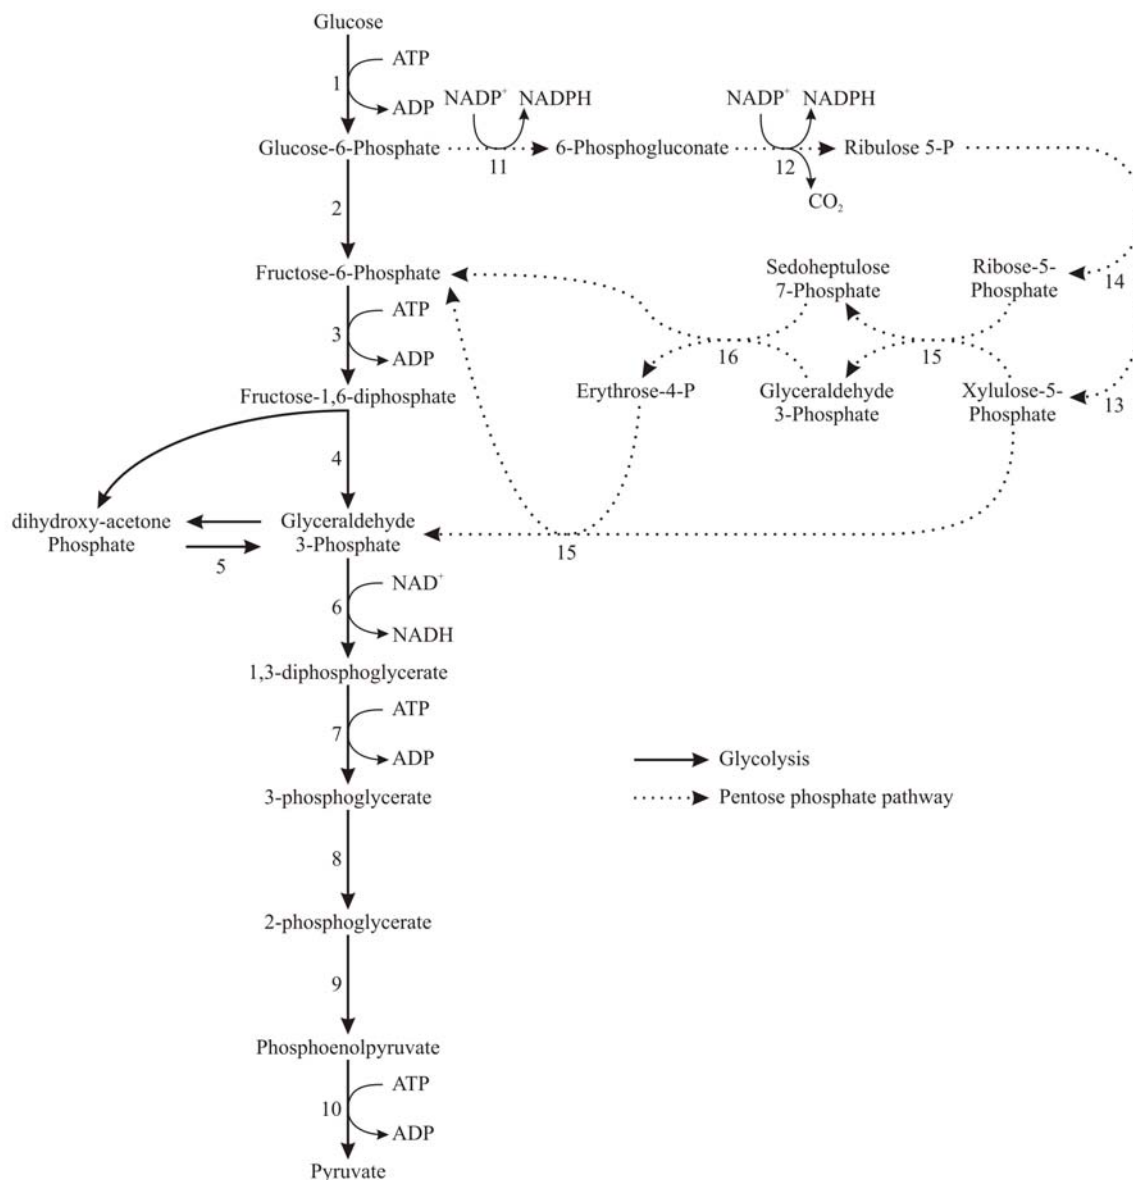 Glucose
1
ATP
ADP
Glucose-6-Phosphate
NADP⁺
NADPH
11
6-Phosphogluconate
NADP⁺
NADPH
12
CO₂
Ribulose 5-P
2
Fructose-6-Phosphate
Sedoheptulose
7-Phosphate
Ribose-5-
Phosphate
14
3
ATP
ADP
16
15
Fructose-1,6-diphosphate
Erythrose-4-P
Glyceraldehyde
3-Phosphate
Xylulose-5-
Phosphate
13
4
dihydroxy-acetone
Phosphate
5
Glyceraldehyde
3-Phosphate
15
6
NAD⁺
NADH
1,3-diphosphoglycerate
7
ATP
ADP
Glycolysis
Pentose phosphate pathway
3-phosphoglycerate
8
2-phosphoglycerate
9
Phosphoenolpyruvate
10
ATP
ADP
Pyruvate